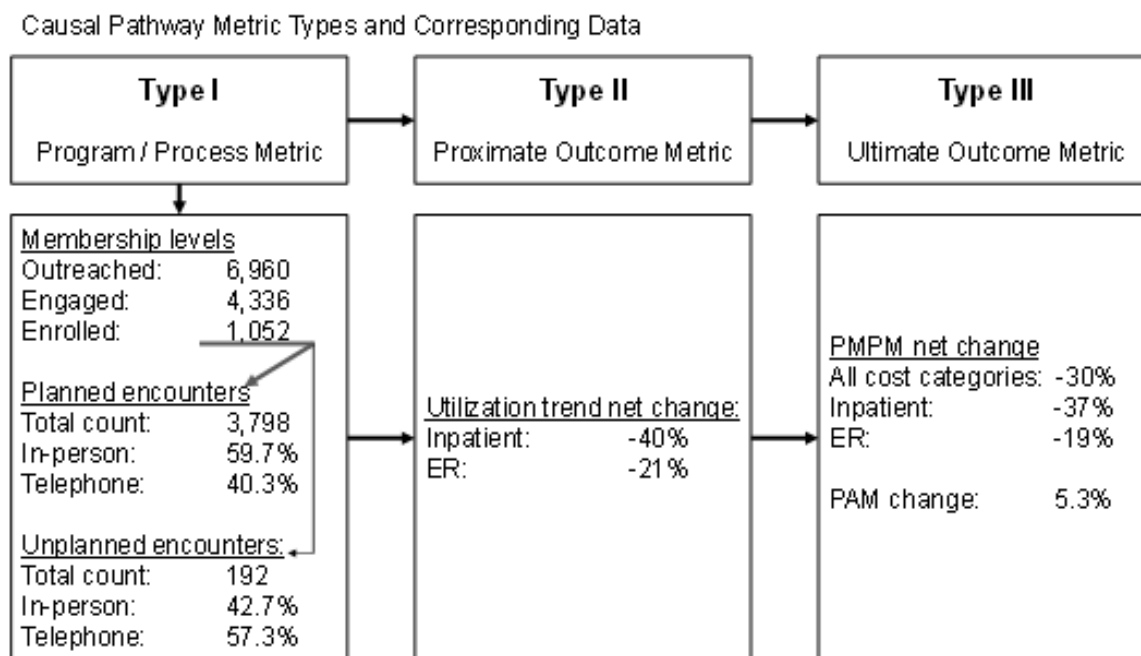 Causal Pathway Metric Types and Corresponding Data
Type I
Program / Process Metric
Type II
Proximate Outcome Metric
Type III
Ultimate Outcome Metric
Membership levels
Outreached: 6,960
Engaged: 4,336
Enrolled: 1,052
Planned encounters
Total count: 3,798
In-person: 59.7%
Telephone: 40.3%
Unplanned encounters:
Total count: 192
In-person: 42.7%
Telephone: 57.3%
Utilization trend net change:
Inpatient: -40%
ER: -21%
PMPM net change
All cost categories: -30%
Inpatient: -37%
ER: -19%
PAM change: 5.3%